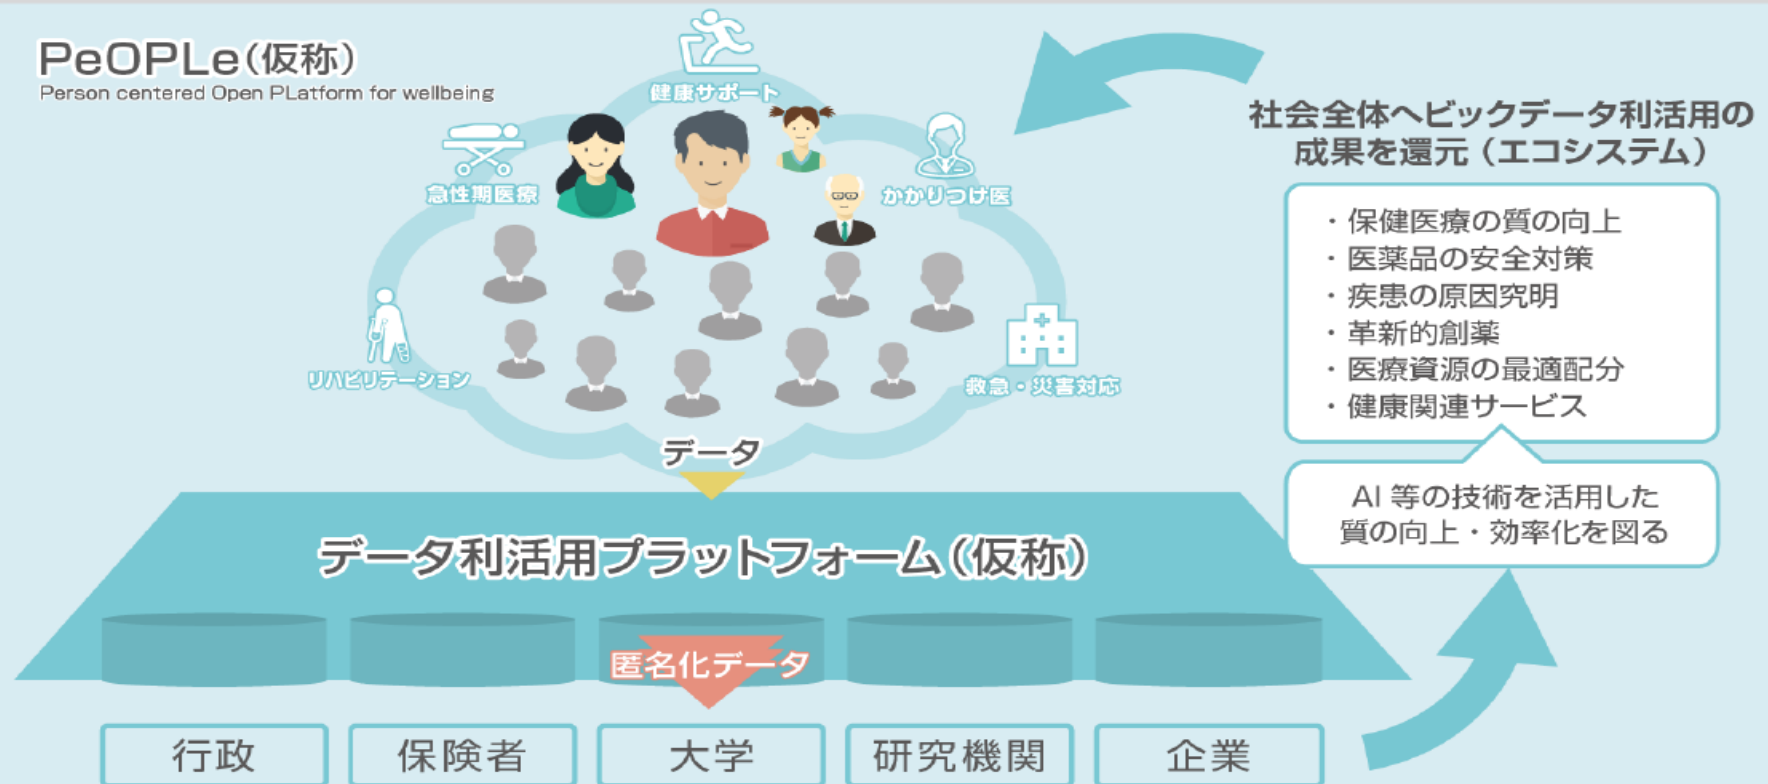 PeOPLe(仮称)
Person centered Open PLatform for wellbeing
健康サポート
急性期医療
かかりつけ医
リハビリテーション
救急・災害対応
データ
データ利活用プラットフォーム(仮称)
匿名化データ
行政
保険者
大学
研究機関
企業
社会全体へビックデータ利活用の
成果を還元（エコシステム）
・保健医療の質の向上
・医薬品の安全対策
・疾患の原因究明
・革新的創薬
・医療資源の最適配分
・健康関連サービス
AI 等の技術を活用した
質の向上・効率化を図る